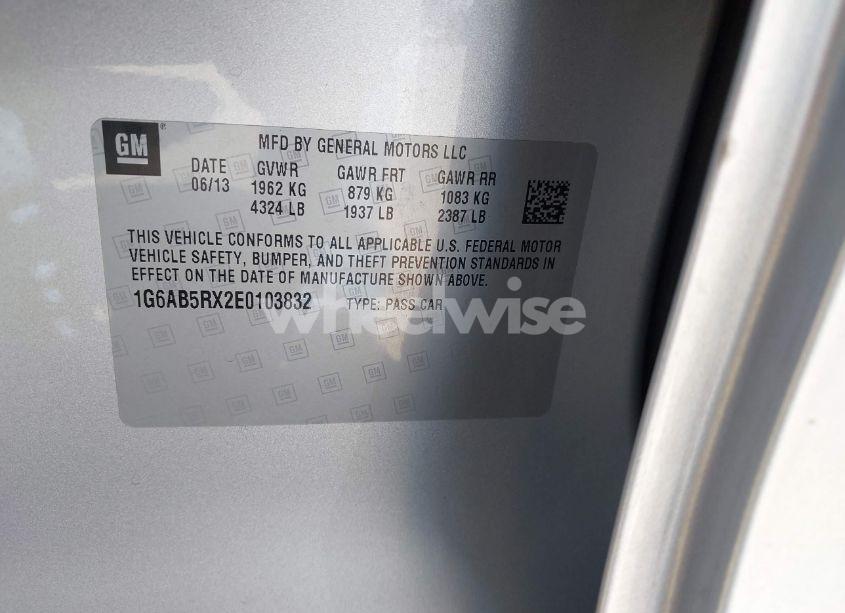 GM
MFD BY GENERAL MOTORS LLC
DATE GVWR GAWR FRT GAWR RR
06/13 1962 KG 879 KG 1083 KG
4324 LB 1937 LB 2387 LB
THIS VEHICLE CONFORMS TO ALL APPLICABLE U.S. FEDERAL MOTOR
VEHICLE SAFETY, BUMPER, AND THEFT PREVENTION STANDARDS IN
EFFECT ON THE DATE OF MANUFACTURE SHOWN ABOVE.
1G6AB5RX2E0103832 TYPE: PASS CAR
wheelwise